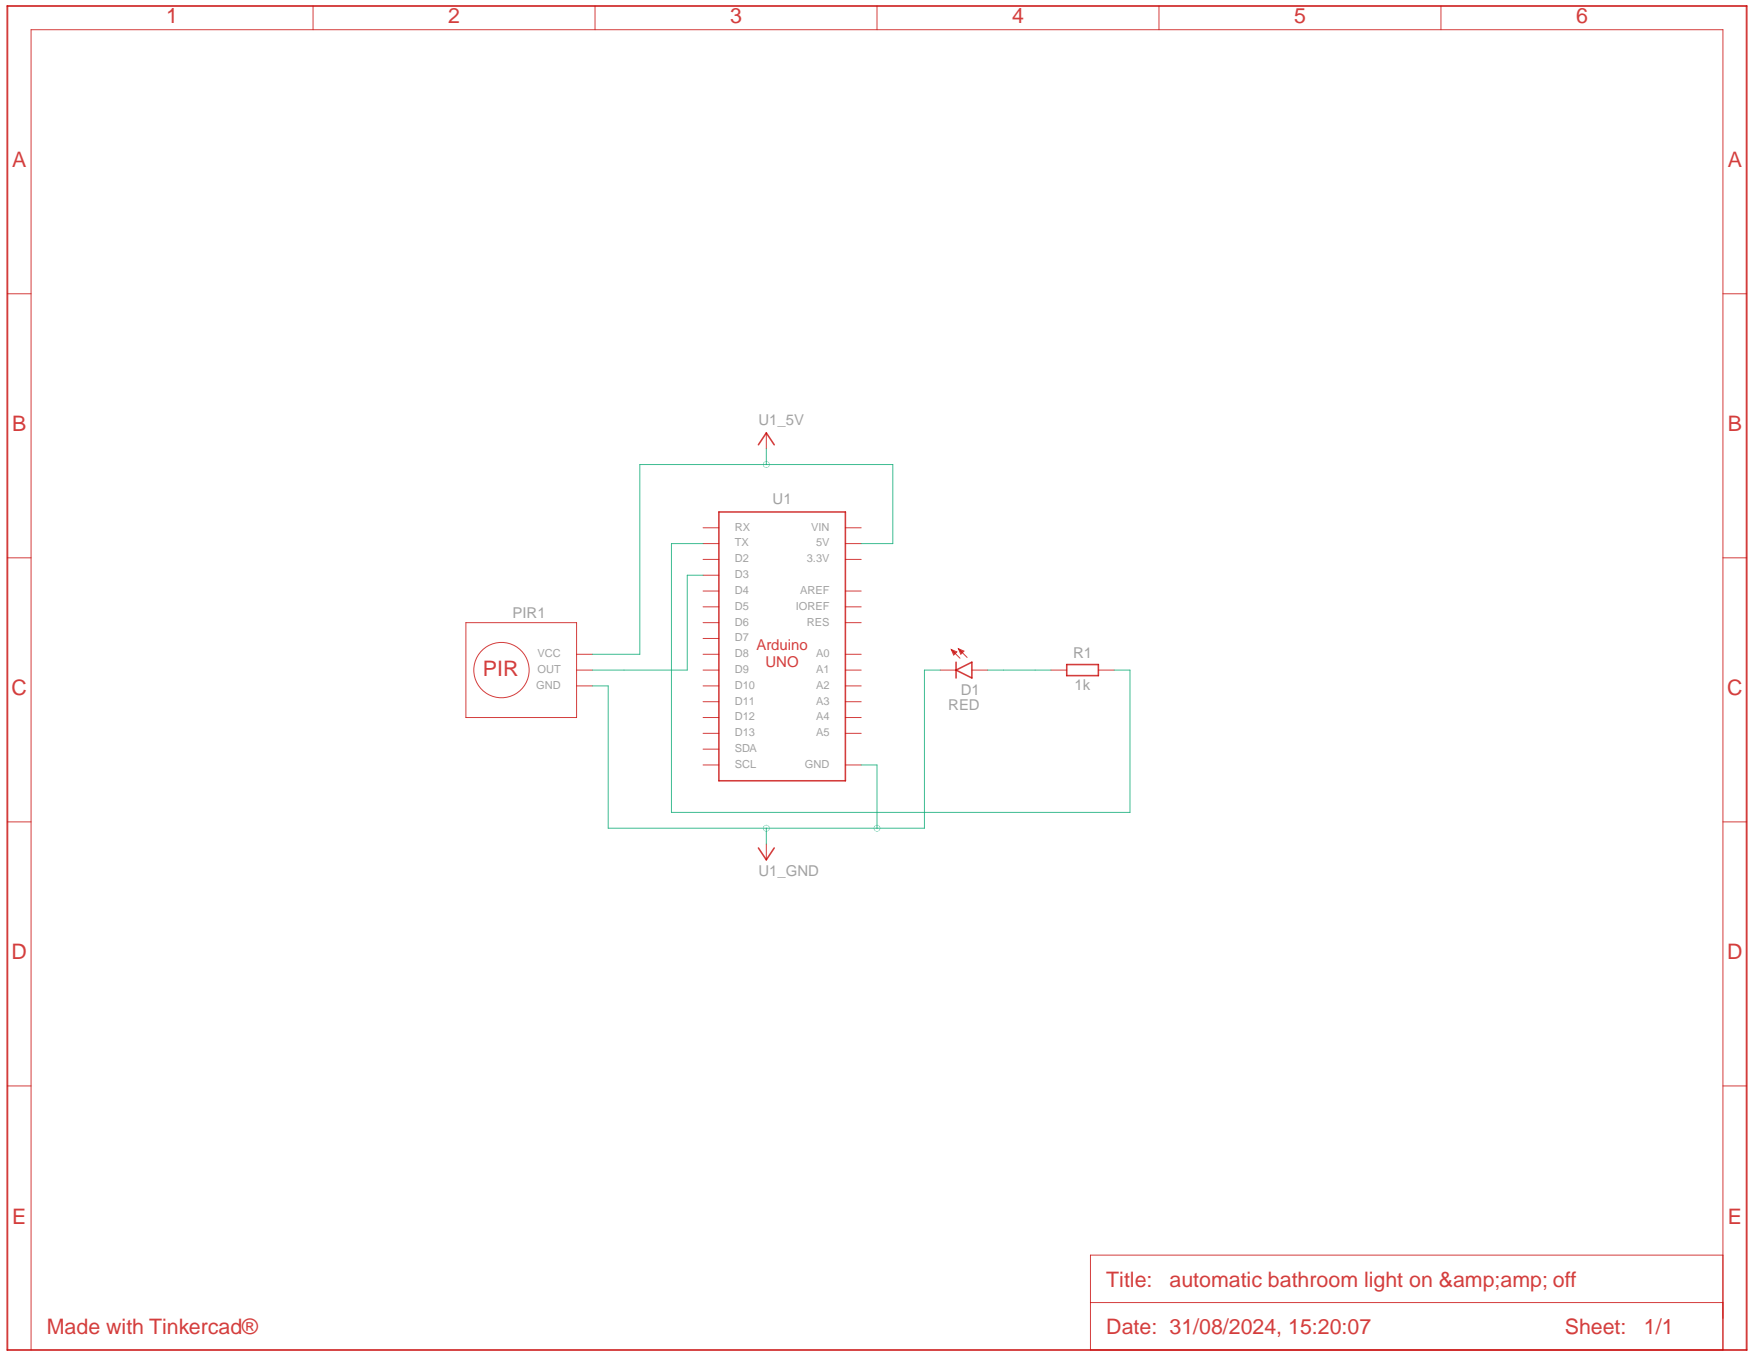 1 2 3 4 5 6
A A
B B
U1_5V
U1
RX VIN
TX 5V
D2 3.3V
D3
D4 AREF
D5 IOREF
D6 RES
D7
Arduino
UNO
D8 A0
D9 A1
D10 A2
D11 A3
D12 A4
D13 A5
SDA
SCL GND
PIR1
PIR
VCC
OUT
GND
D1
RED
R1
1k
C C
U1_GND
D D
E E
Title: automatic bathroom light on &amp;amp; off
Date: 31/08/2024, 15:20:07 Sheet: 1/1
Made with Tinkercad®